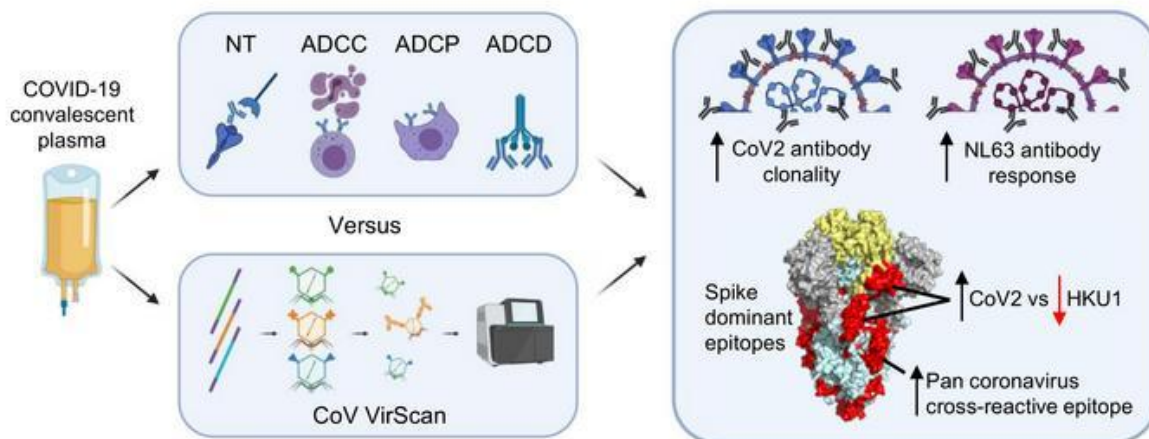 COVID-19
convalescent
plasma
NT
ADCC
ADCP
ADCD
Versus
CoV VirScan
CoV2 antibody
clonality
NL63 antibody
response
Spike
dominant
epitopes
CoV2 vs
HKU1
Pan coronavirus
cross-reactive epitope